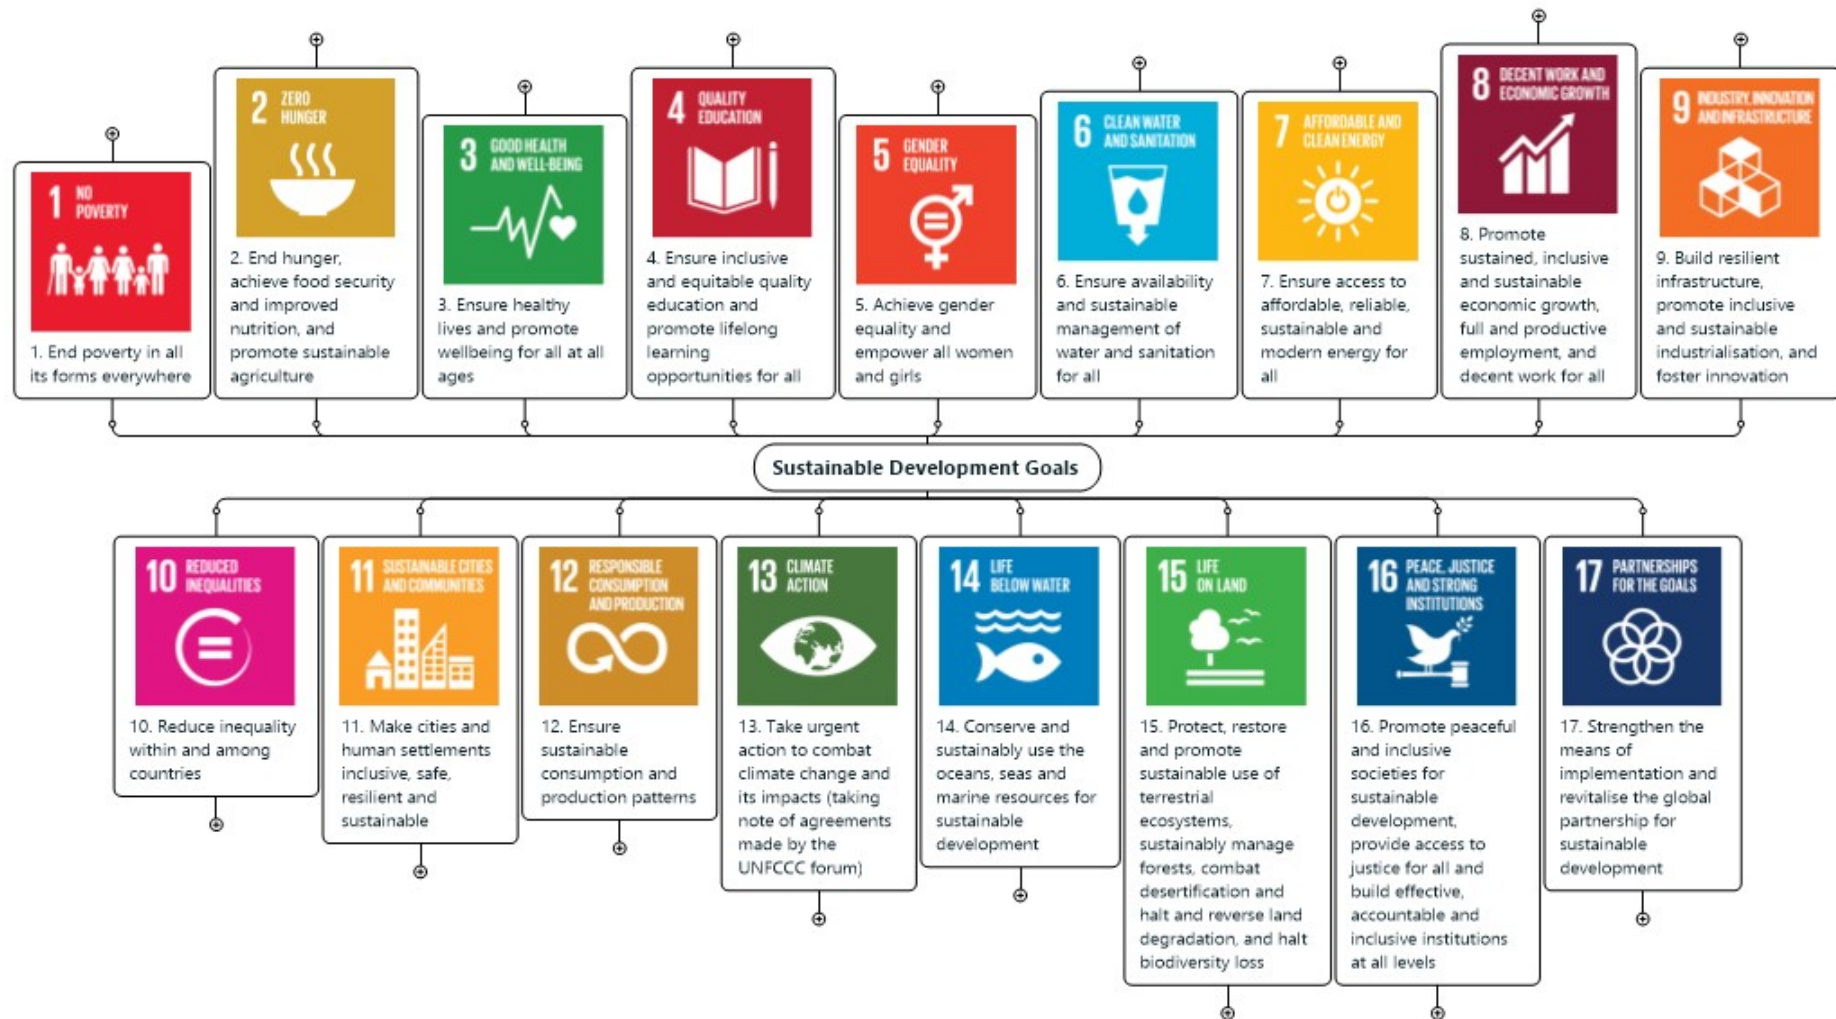 1 NO
POVERTY
1. End poverty in all
its forms everywhere
2 ZERO
HUNGER
2. End hunger,
achieve food security
and improved
nutrition, and
promote sustainable
agriculture
3 GOOD HEALTH
AND WELL-BEING
3. Ensure healthy
lives and promote
wellbeing for all at all
ages
4 QUALITY
EDUCATION
4. Ensure inclusive
and equitable quality
education and
promote lifelong
learning
opportunities for all
5 GENDER
EQUALITY
5. Achieve gender
equality and
empower all women
and girls
6 CLEAN WATER
AND SANITATION
6. Ensure availability
and sustainable
management of
water and sanitation
for all
7 AFFORDABLE AND
CLEAN ENERGY
7. Ensure access to
affordable, reliable,
sustainable and
modern energy for
all
8 DECENT WORK AND
ECONOMIC GROWTH
8. Promote
sustained, inclusive
and sustainable
economic growth,
full and productive
employment, and
decent work for all
9 INDUSTRY, INNOVATION
AND INFRASTRUCTURE
9. Build resilient
infrastructure,
promote inclusive
and sustainable
industrialisation, and
foster innovation
Sustainable Development Goals
10 REDUCED
INEQUALITIES
10. Reduce inequality
within and among
countries
11 SUSTAINABLE CITIES
AND COMMUNITIES
11. Make cities and
human settlements
inclusive, safe,
resilient and
sustainable
12 RESPONSIBLE
CONSUMPTION
AND PRODUCTION
12. Ensure
sustainable
consumption and
production patterns
13 CLIMATE
ACTION
13. Take urgent
action to combat
climate change and
its impacts (taking
note of agreements
made by the
UNFCCC forum)
14 LIFE
BELOW WATER
14. Conserve and
sustainably use the
oceans, seas and
marine resources for
sustainable
development
15 LIFE
ON LAND
15. Protect, restore
and promote
sustainable use of
terrestrial
ecosystems,
sustainably manage
forests, combat
desertification and
halt and reverse land
degradation, and halt
biodiversity loss
16 PEACE, JUSTICE
AND STRONG
INSTITUTIONS
16. Promote peaceful
and inclusive
societies for
sustainable
development,
provide access to
justice for all and
build effective,
accountable and
inclusive institutions
at all levels
17 PARTNERSHIPS
FOR THE GOALS
17. Strengthen the
means of
implementation and
revitalise the global
partnership for
sustainable
development